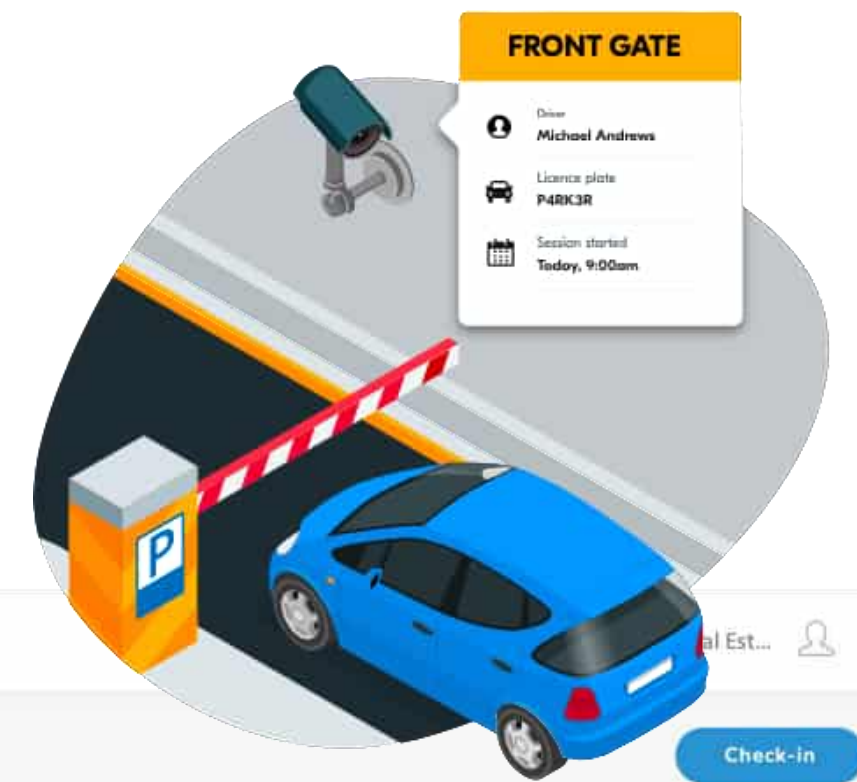 FRONT GATE
Driver
Michael Andrews
Licence plate
P4RK3R
Session started
Today, 9:00am
P
al Est...
Check-in